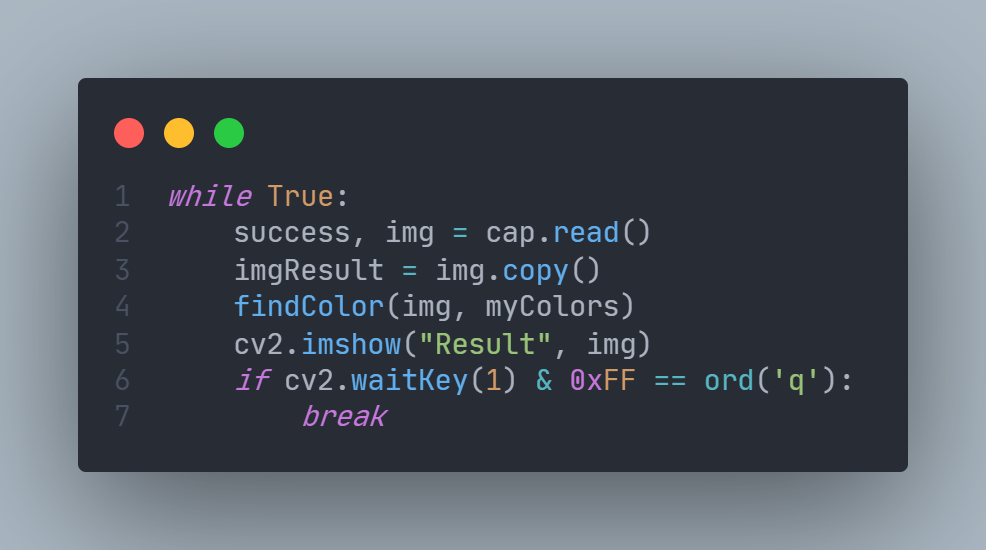 1 while True:
2     success, img = cap.read()
3     imgResult = img.copy()
4     findColor(img, myColors)
5     cv2.imshow("Result", img)
6     if cv2.waitKey(1) & 0xFF == ord('q'):
7         break